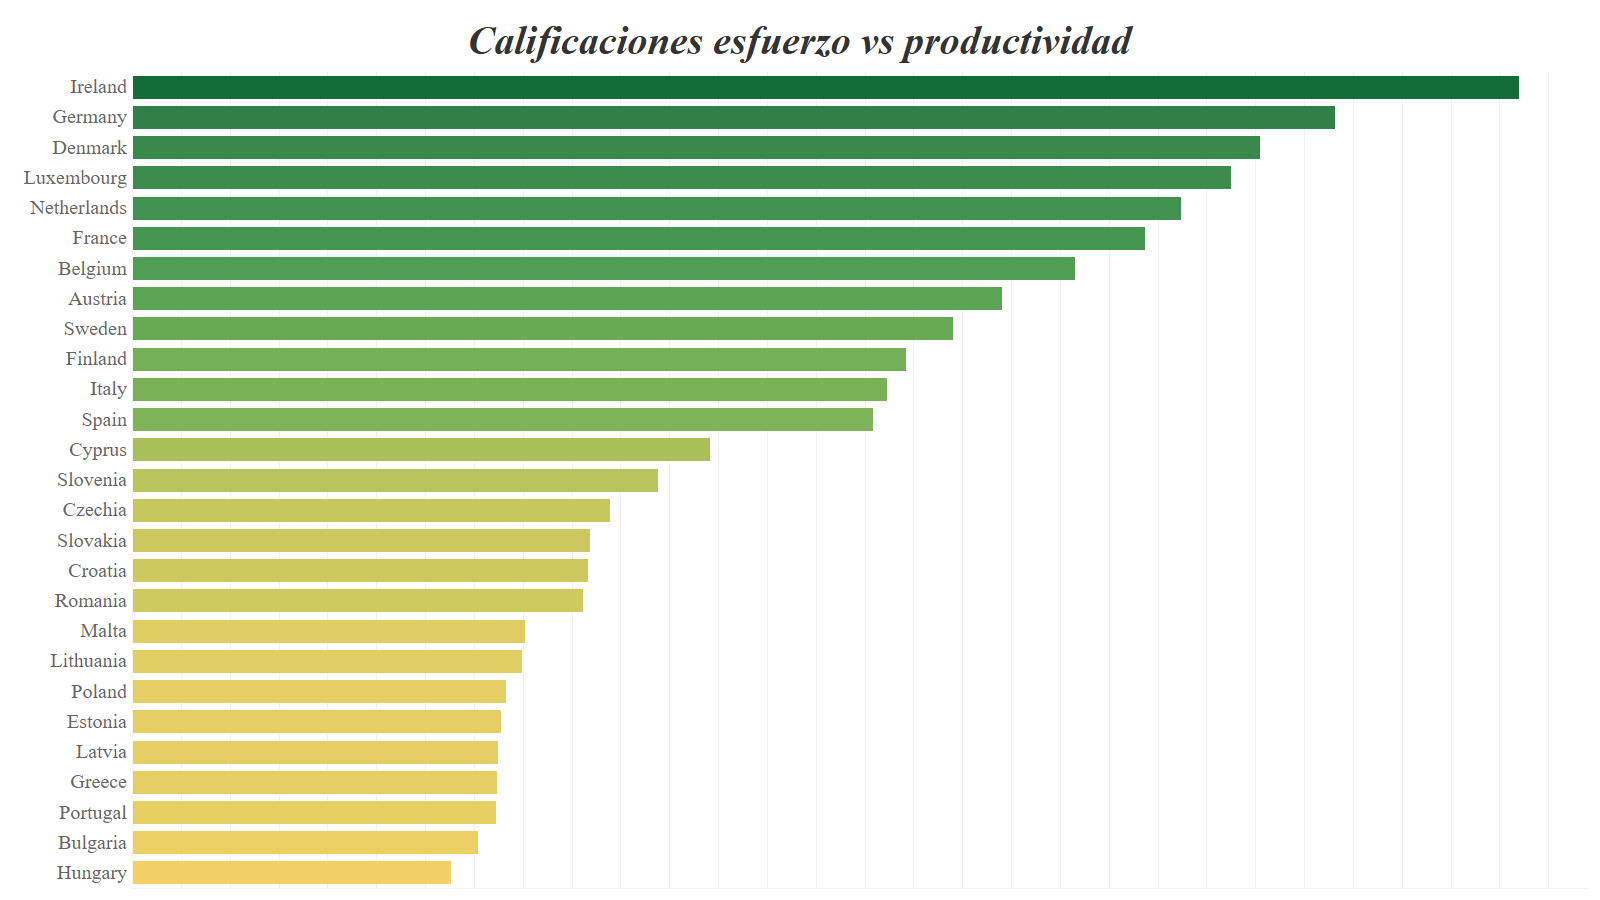 Calificaciones esfuerzo vs productividad
Ireland
Germany
Denmark
Luxembourg
Netherlands
France
Belgium
Austria
Sweden
Finland
Italy
Spain
Cyprus
Slovenia
Czechia
Slovakia
Croatia
Romania
Malta
Lithuania
Poland
Estonia
Latvia
Greece
Portugal
Bulgaria
Hungary